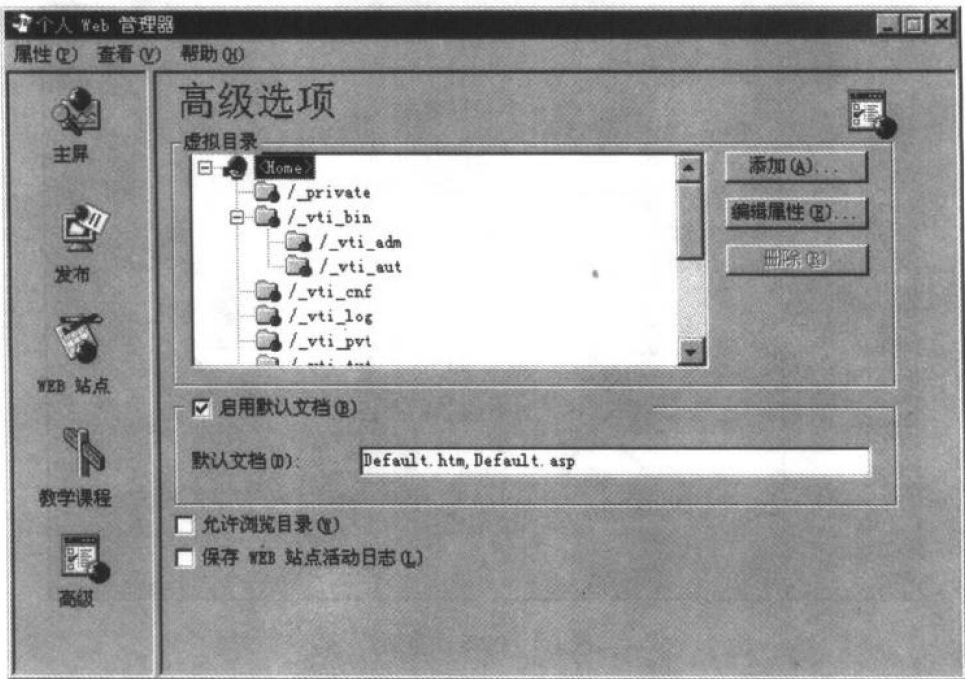 个人 Web 管理器
属性(P) 查看(V) 帮助(H)
主屏
发布
WEB 站点
教学课程
高级
高级选项
虚拟目录
<Home>
/_private
/_vti_bin
/_vti_adm
/_vti_aut
/_vti_cnf
/_vti_log
/_vti_pvt
添加(A)...
编辑属性(E)...
删除(R)
启用默认文档(B)
默认文档(D):
Default.htm,Default.asp
允许浏览目录(W)
保存 WEB 站点活动日志(L)